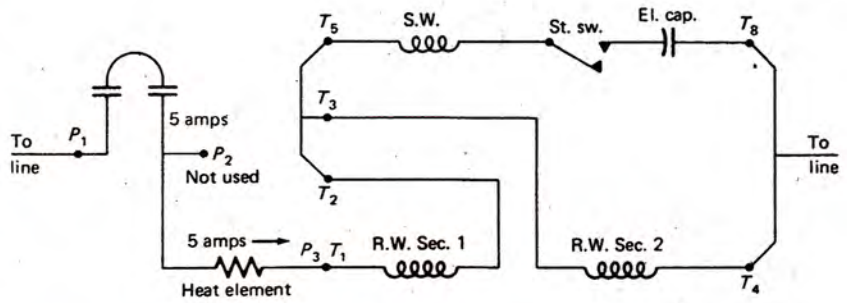 T5
S.W.
St. sw.
El. cap.
T8
5 amps
T3
P1
To
line
P2
Not used
To
line
T2
5 amps
P3
T1
R.W. Sec. 1
R.W. Sec. 2
T4
Heat element